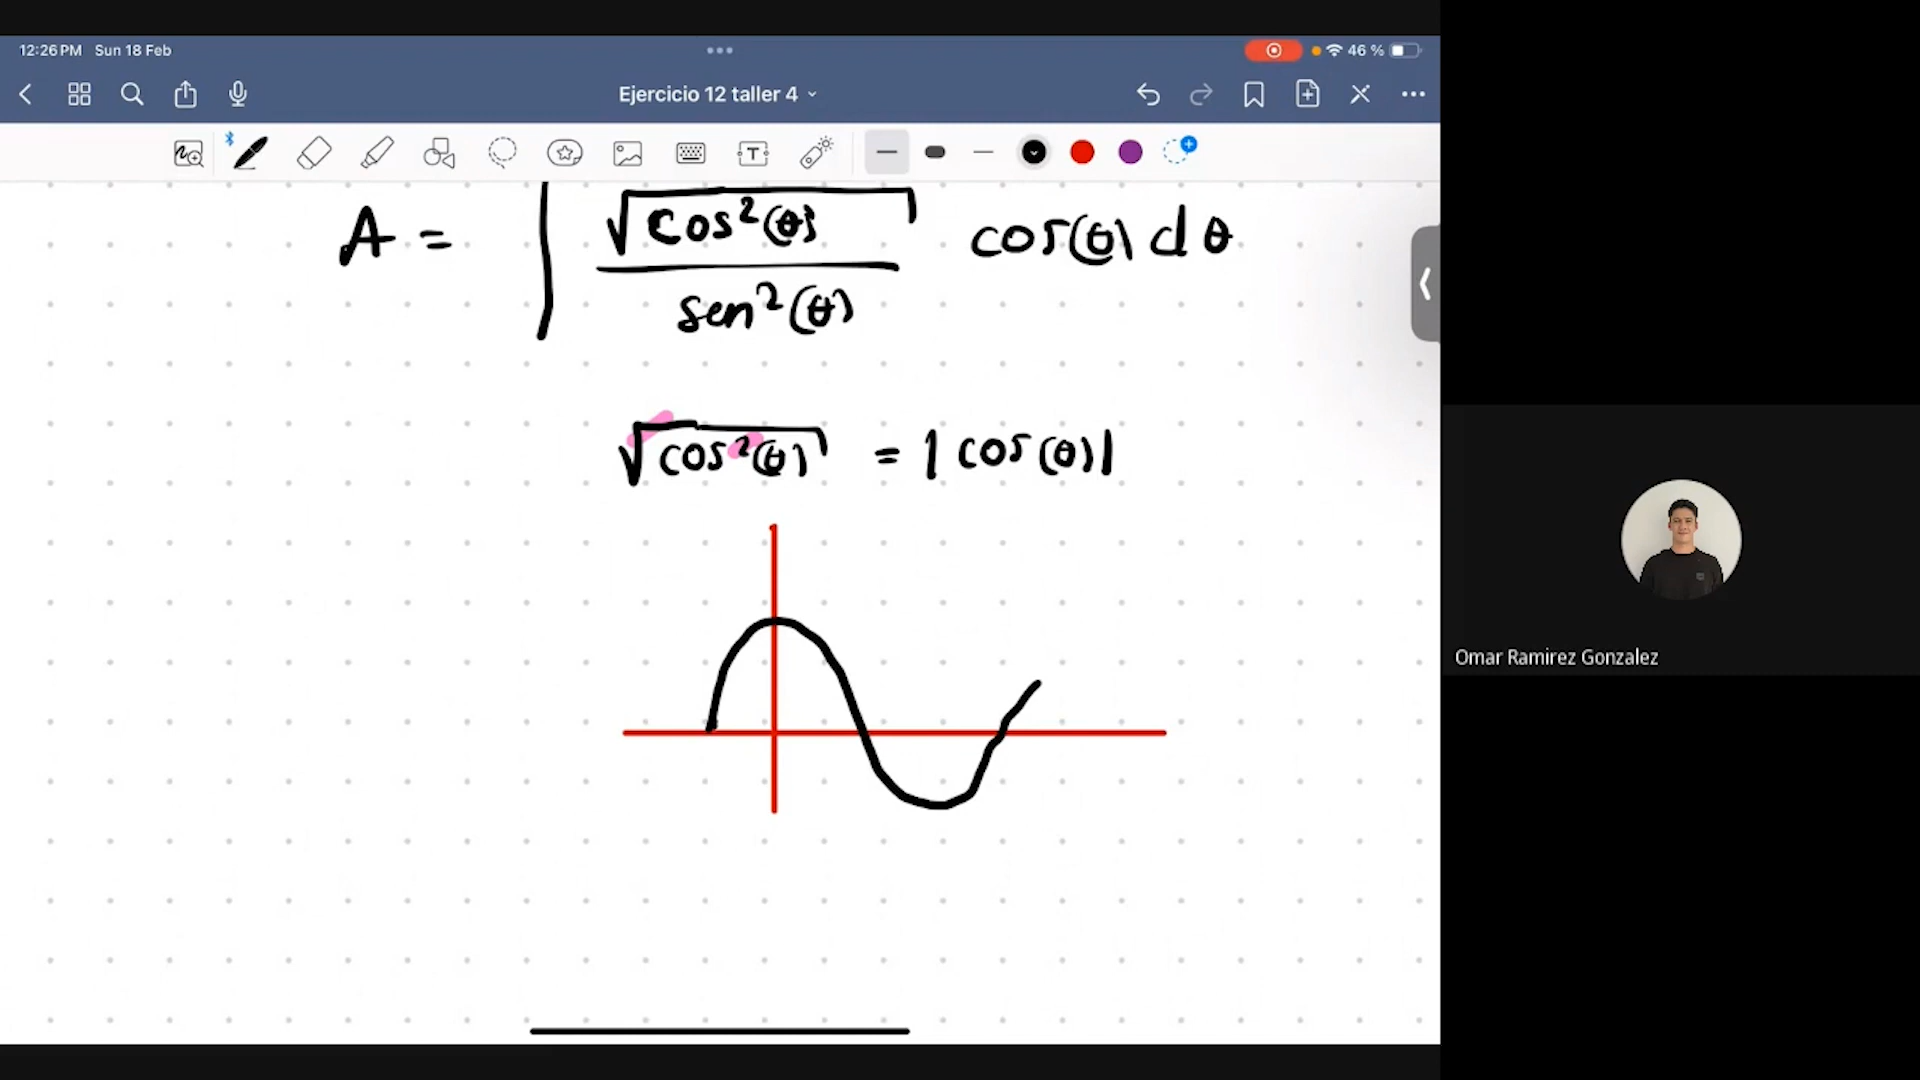 12:26 PM Sun 18 Feb
46 %
Ejercicio 12 taller 4
T
A = ∫ √cos²(θ) / sen²(θ) cos(θ) dθ
√cos²(θ) = |cos(θ)|
Omar Ramirez Gonzalez